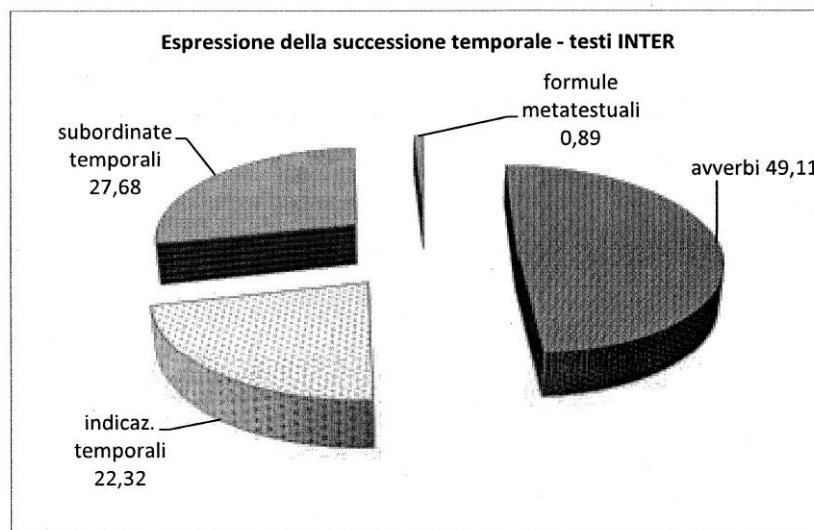 Espressione della successione temporale - testi INTER
formule
metatestuali
0,89
subordinate
temporali
27,68
avverbi 49,11
indicaz.
temporali
22,32